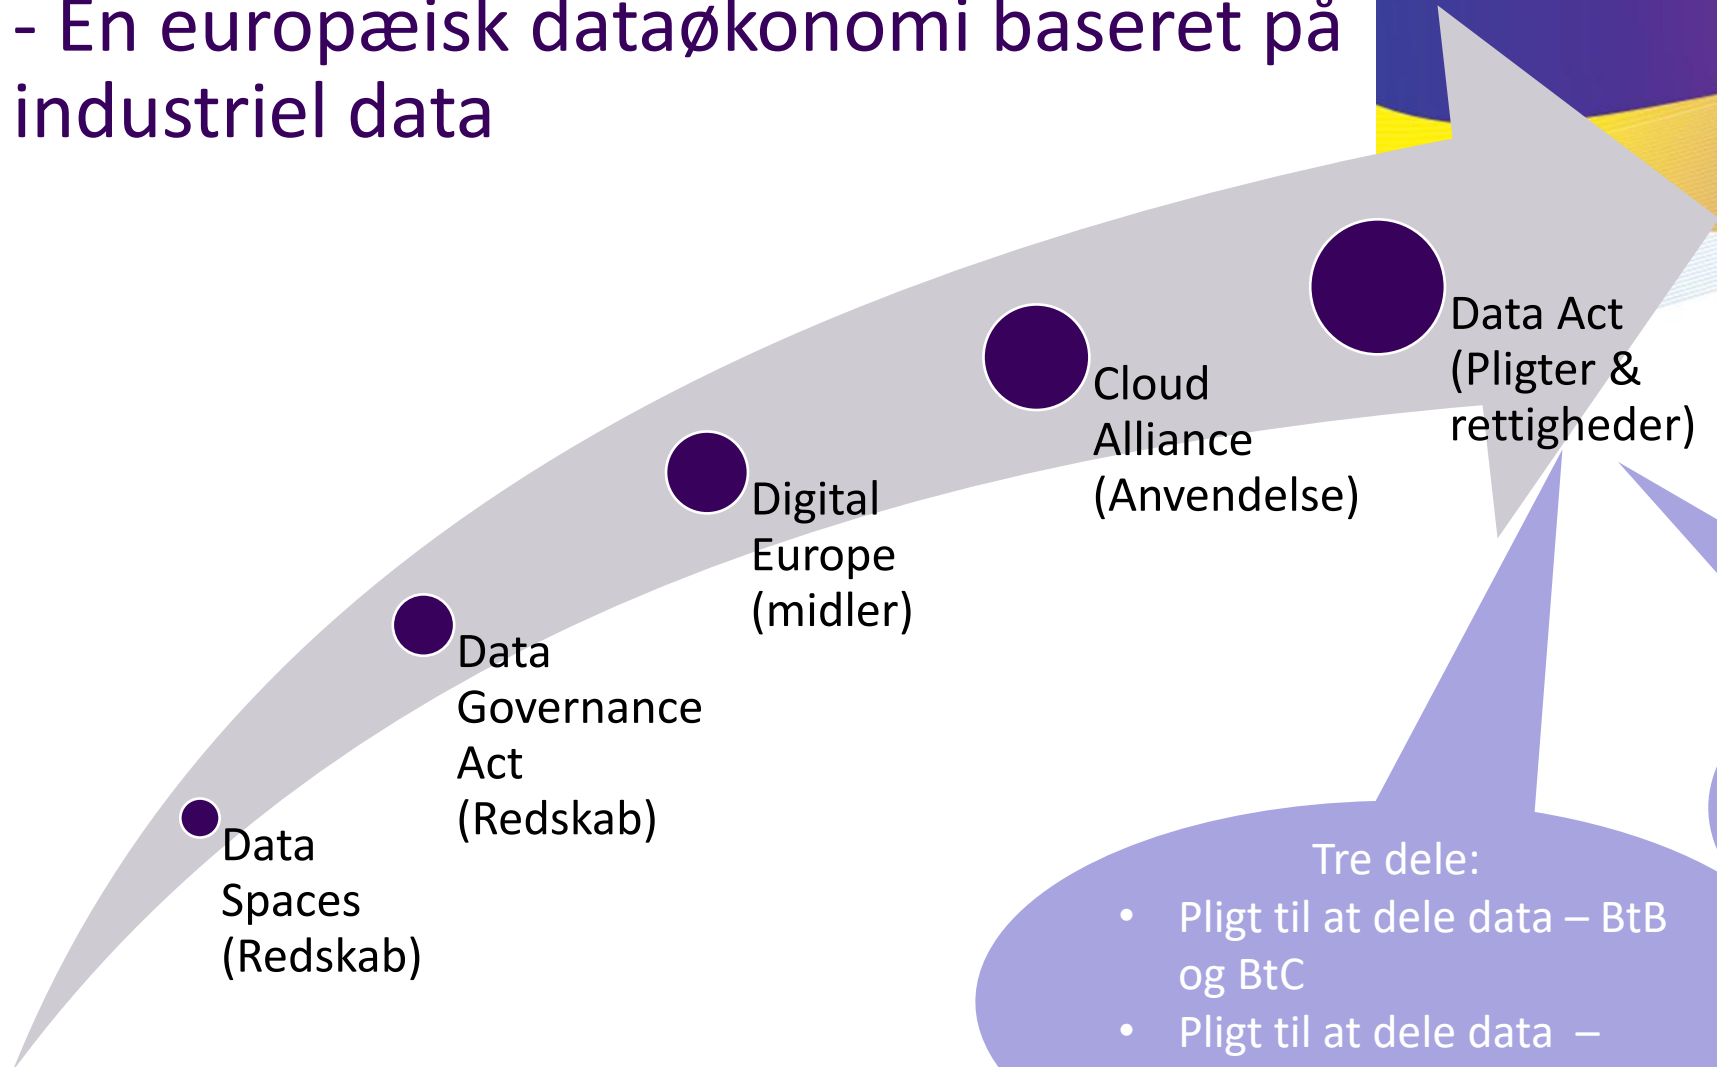 - En europæisk dataøkonomi baseret på
industriel data
Data Act
(Pligter &
rettigheder)
Cloud
Alliance
(Anvendelse)
Digital
Europe
(midler)
Data
Governance
Act
(Redskab)
Data
Spaces
(Redskab)
Tre dele:
• Pligt til at dele data – BtB
og BtC
• Pligt til at dele data –